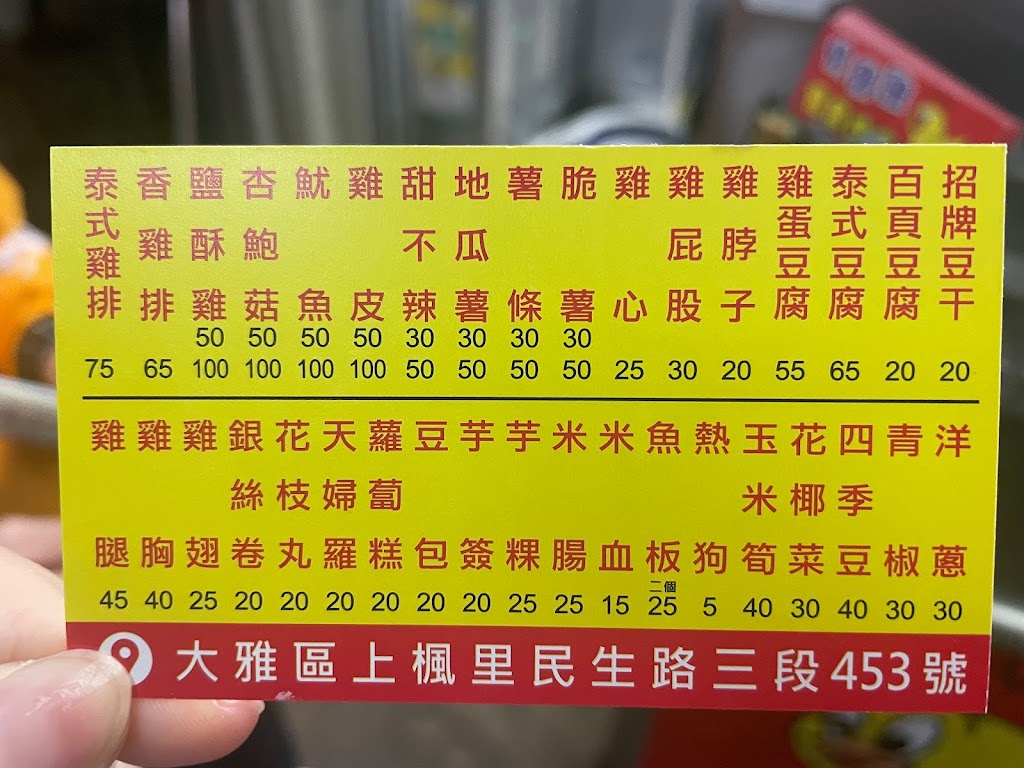 招牌豆干 20
百頁豆腐 20
泰式豆腐 65
雞蛋豆腐 55
雞脖子 20
雞屁股 30
雞心 25
脆薯 30 50
薯條 30 50
地瓜薯 30 50
甜不辣 30 50
雞皮 50 100
魷魚 50 100
杏鮑菇 50 100
鹽酥雞 50 100
香雞排 65
泰式雞排 75
洋蔥 30
青椒 30
四季豆 40
花椰菜 30
玉米筍 40
熱狗 5
魚板 二個 25
米血 15
米腸 25
芋粿 25
芋簽 20
豆包 20
蘿蔔糕 20
天婦羅 20
花枝丸 20
銀絲卷 20
雞翅 25
雞胸 40
雞腿 45
大雅區上楓里民生路三段453號